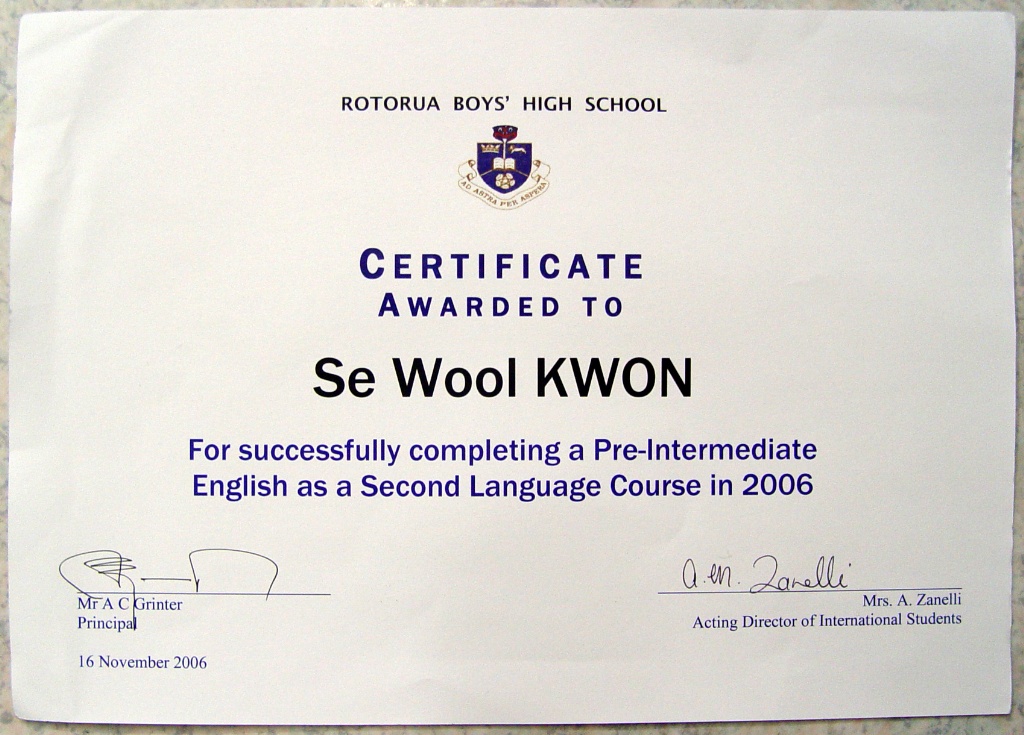 ROTORUA BOYS' HIGH SCHOOL
AD ASTRA PER ASPERA
CERTIFICATE
AWARDED TO
Se Wool KWON
For successfully completing a Pre-Intermediate
English as a Second Language Course in 2006
a.m. Zanelli
Mr A C Grinter
Principal
Mrs. A. Zanelli
Acting Director of International Students
16 November 2006